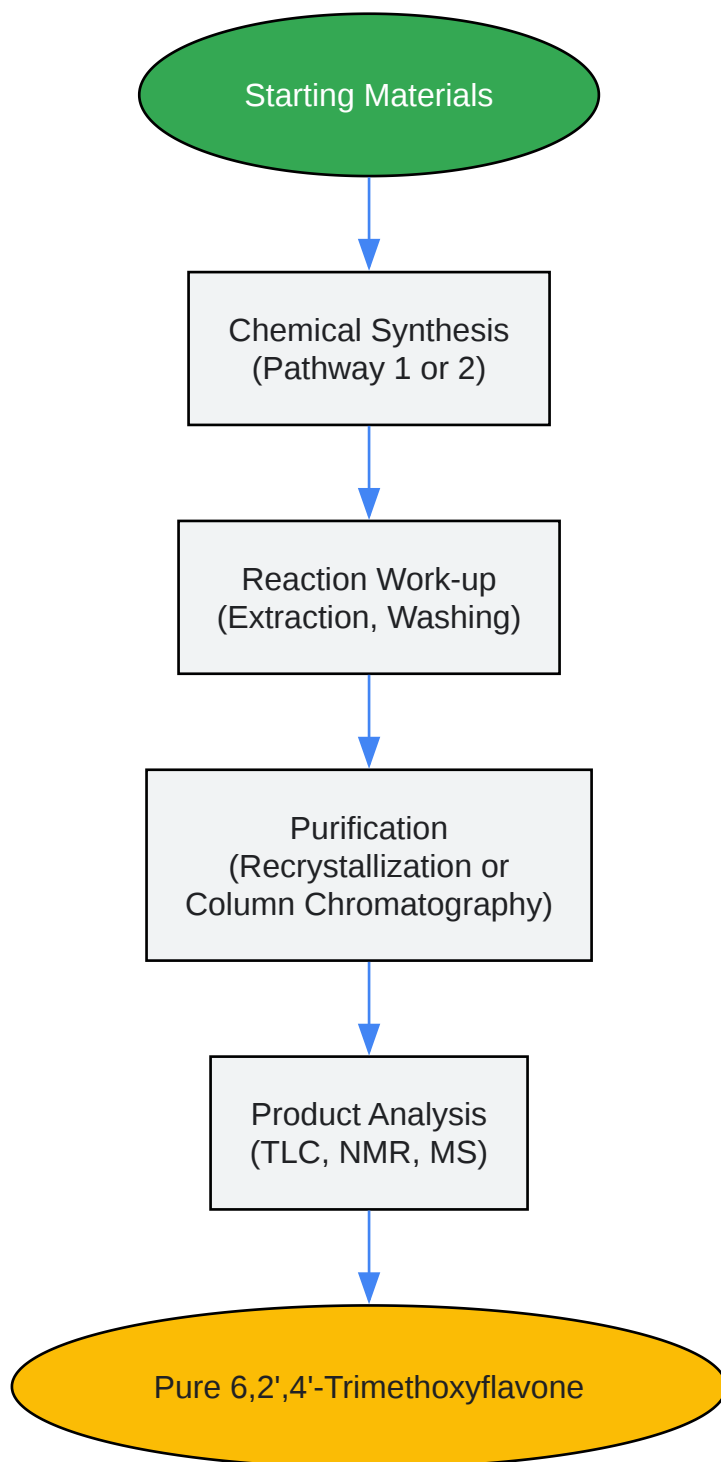 Starting Materials
Chemical Synthesis
(Pathway 1 or 2)
Reaction Work-up
(Extraction, Washing)
Purification
(Recrystallization or
Column Chromatography)
Product Analysis
(TLC, NMR, MS)
Pure 6,2',4'-Trimethoxyflavone